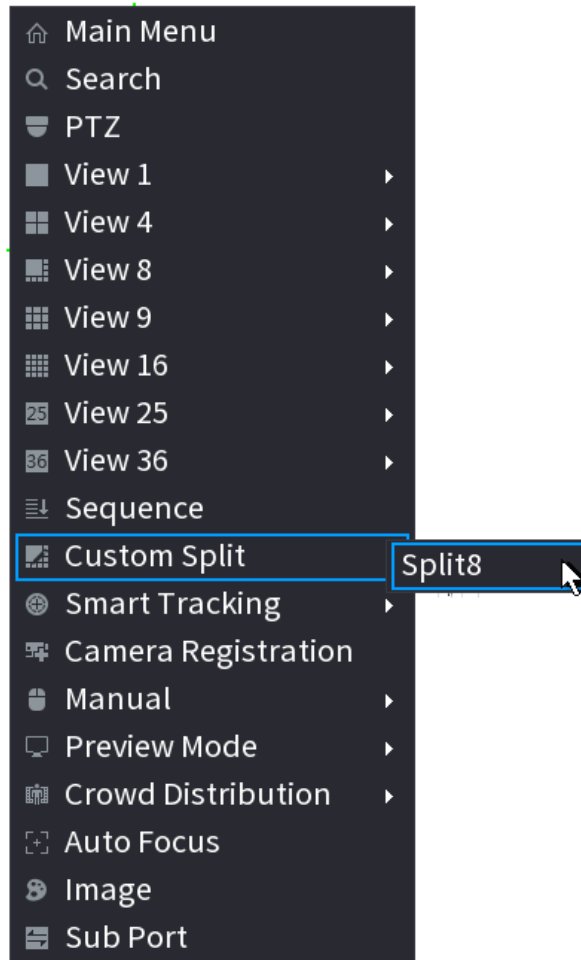 Main Menu
Search
PTZ
View 1
View 4
View 8
View 9
View 16
25 View 25
36 View 36
Sequence
Custom Split
Split8
Smart Tracking
Camera Registration
Manual
Preview Mode
Crowd Distribution
Auto Focus
Image
Sub Port